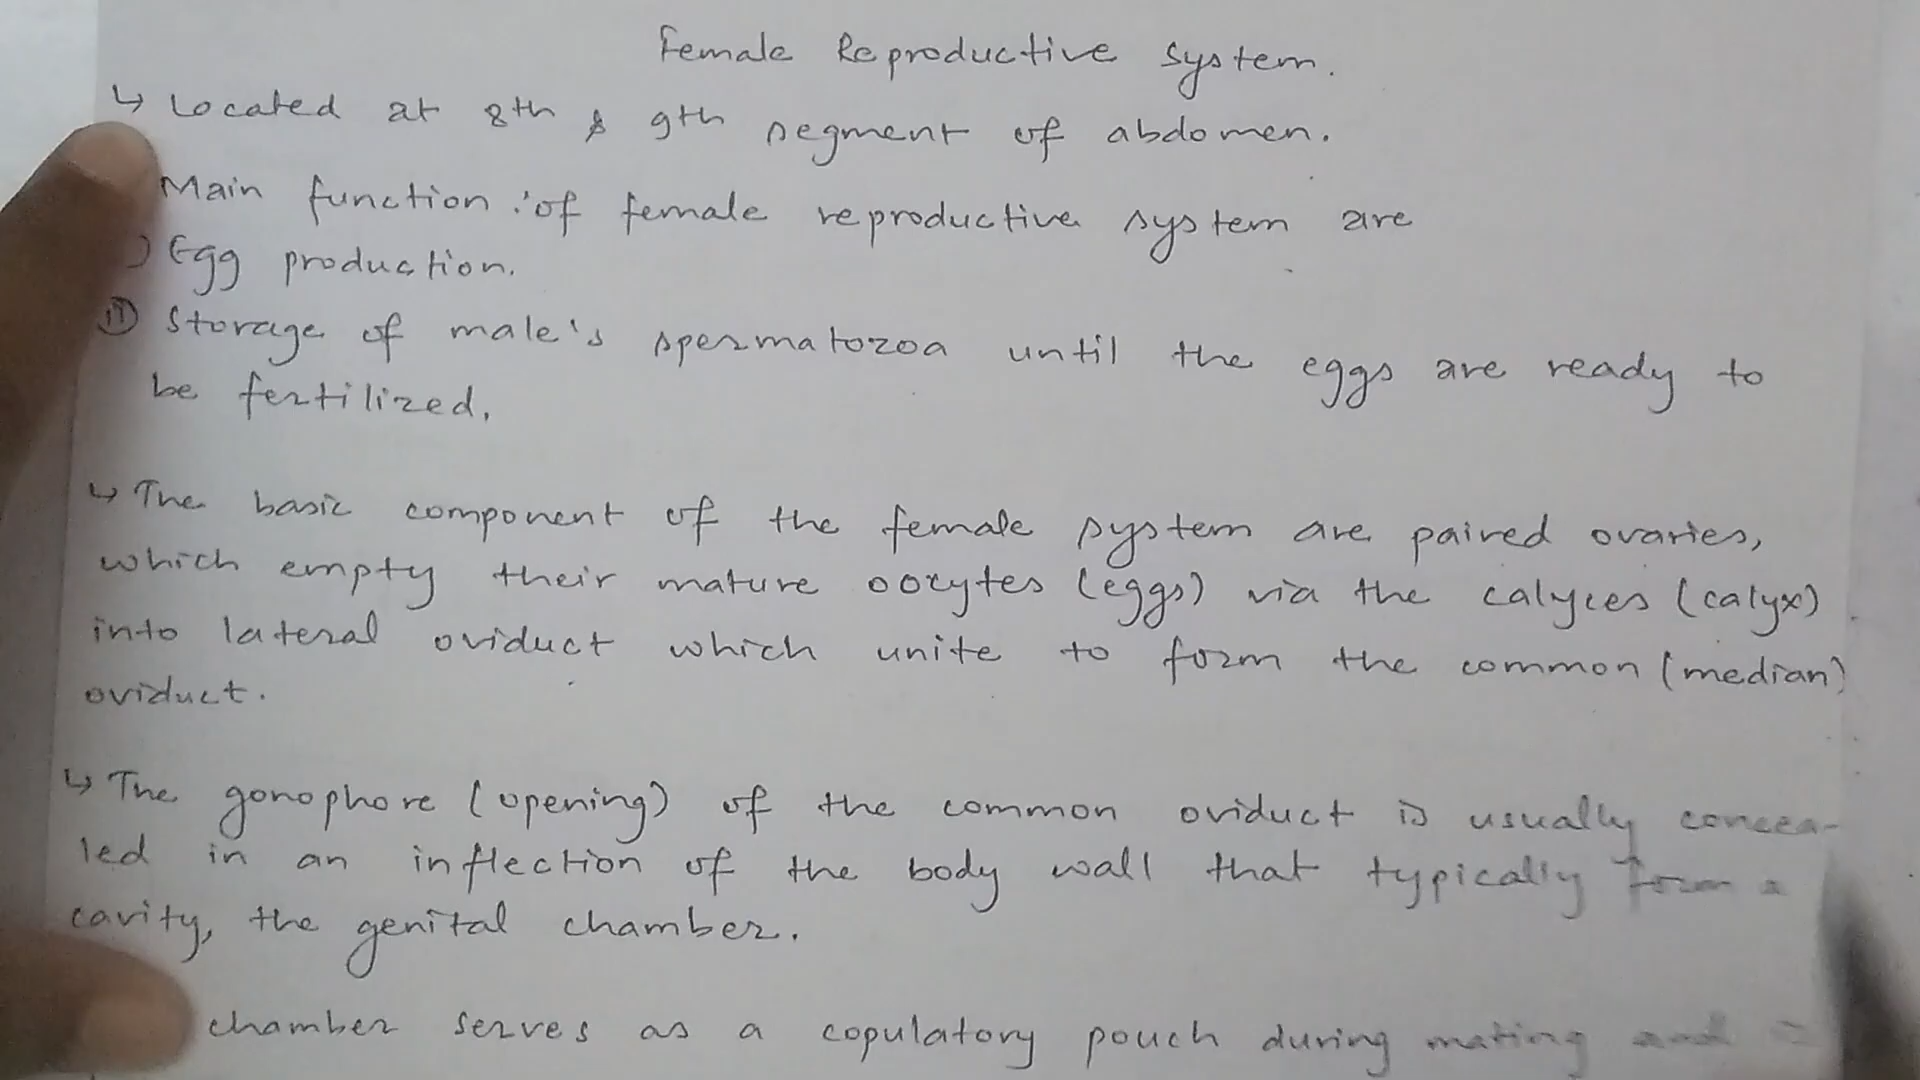 Female Reproductive System.
↳ Located at 8th & 9th segment of abdomen.
Main function of female reproductive system are
) Egg production.
ii) Storage of male's spermatozoa until the eggs are ready to
be fertilized.
↳ The basic component of the female system are paired ovaries,
which empty their mature oocytes (eggs) via the calyces (calyx)
into lateral oviduct which unite to form the common (median)
oviduct.
↳ The gonophore (opening) of the common oviduct is usually concea-
led in an inflection of the body wall that typically form a
cavity, the genital chamber.
chamber serves as a copulatory pouch during mating and